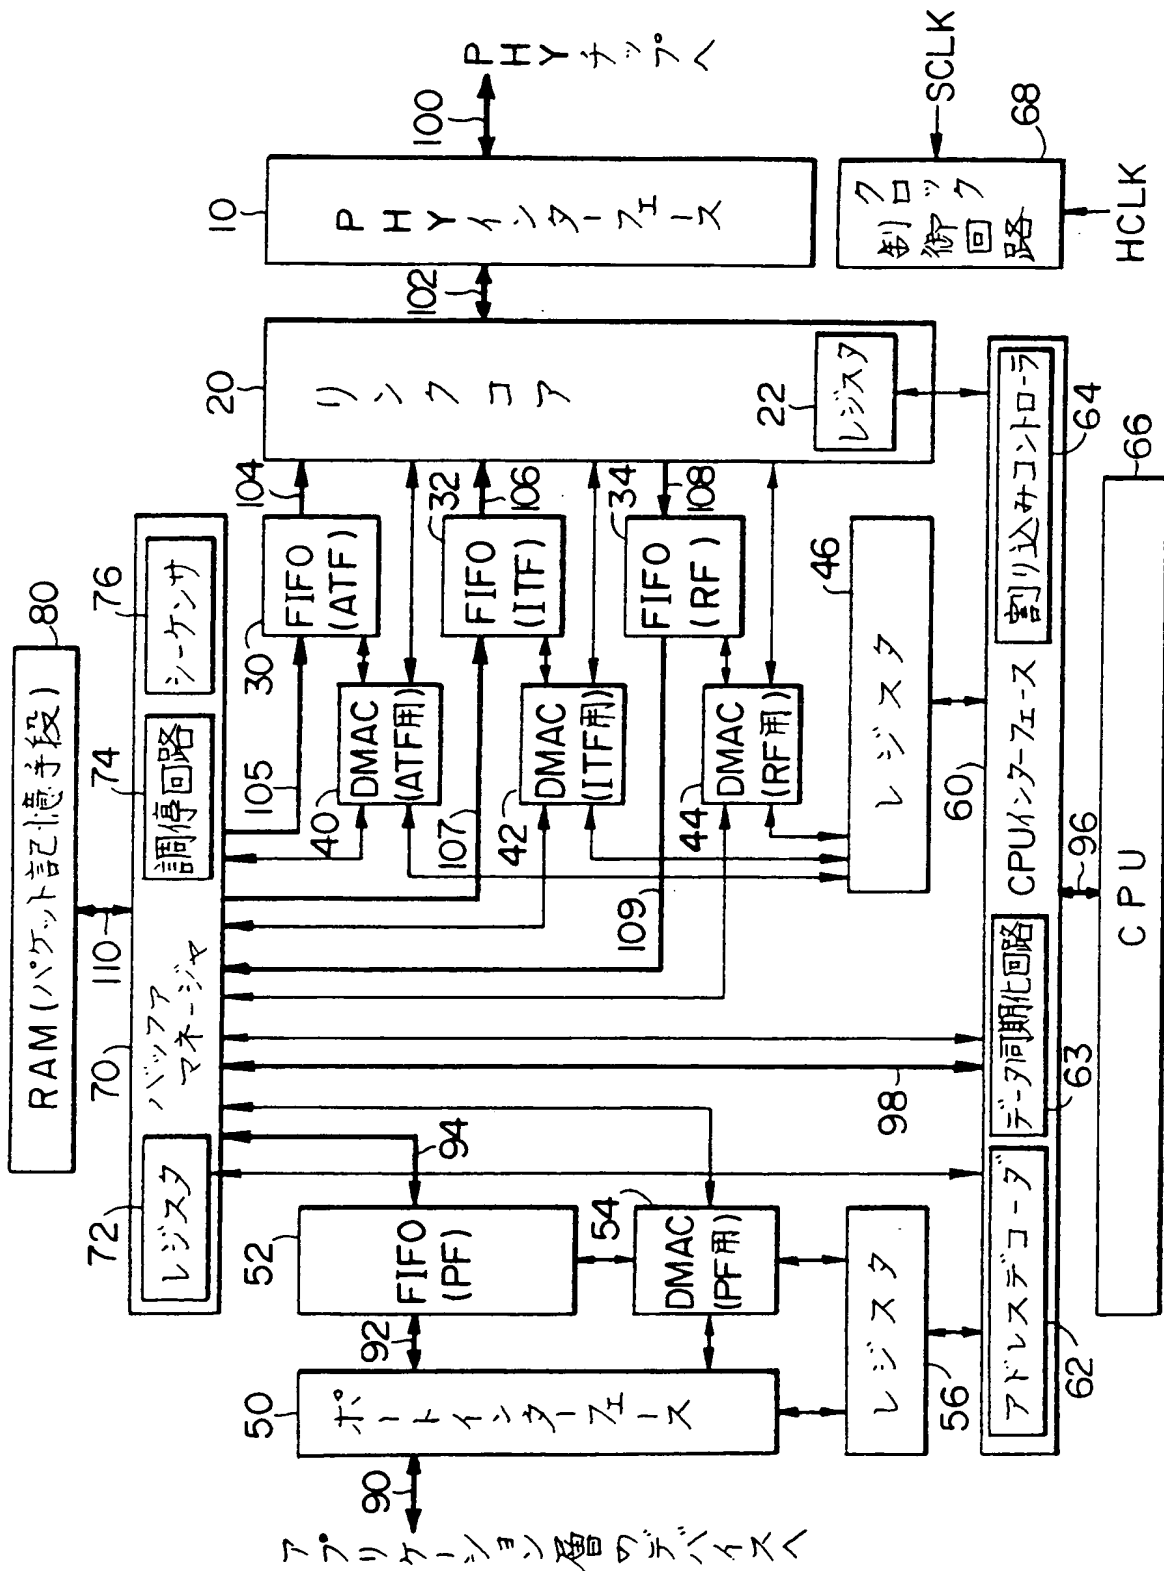 RAM (パケット記憶手段)
80
110
70
バッファ
マネージャ
72
レジスタ
74
調停回路
76
シーケンサ
105
107
109
94
98
30
FIFO
(ATF)
104
32
FIFO
(ITF)
106
34
FIFO
(RF)
108
40
DMAC
(ATF用)
42
DMAC
(ITF用)
44
DMAC
(RF用)
46
レジスタ
20
リンクコア
22
レジスタ
102
10
PHYインターフェース
100
PHYチップへ
68
クロック
制御回路
SCLK
HCLK
アプリケーション層のデバイスへ
90
50
ポートインターフェース
92
52
FIFO
(PF)
54
DMAC
(PF用)
56
レジスタ
60
CPUインターフェース
62
アドレスデコーダ
63
データ同期化回路
64
割り込みコントローラ
96
66
CPU